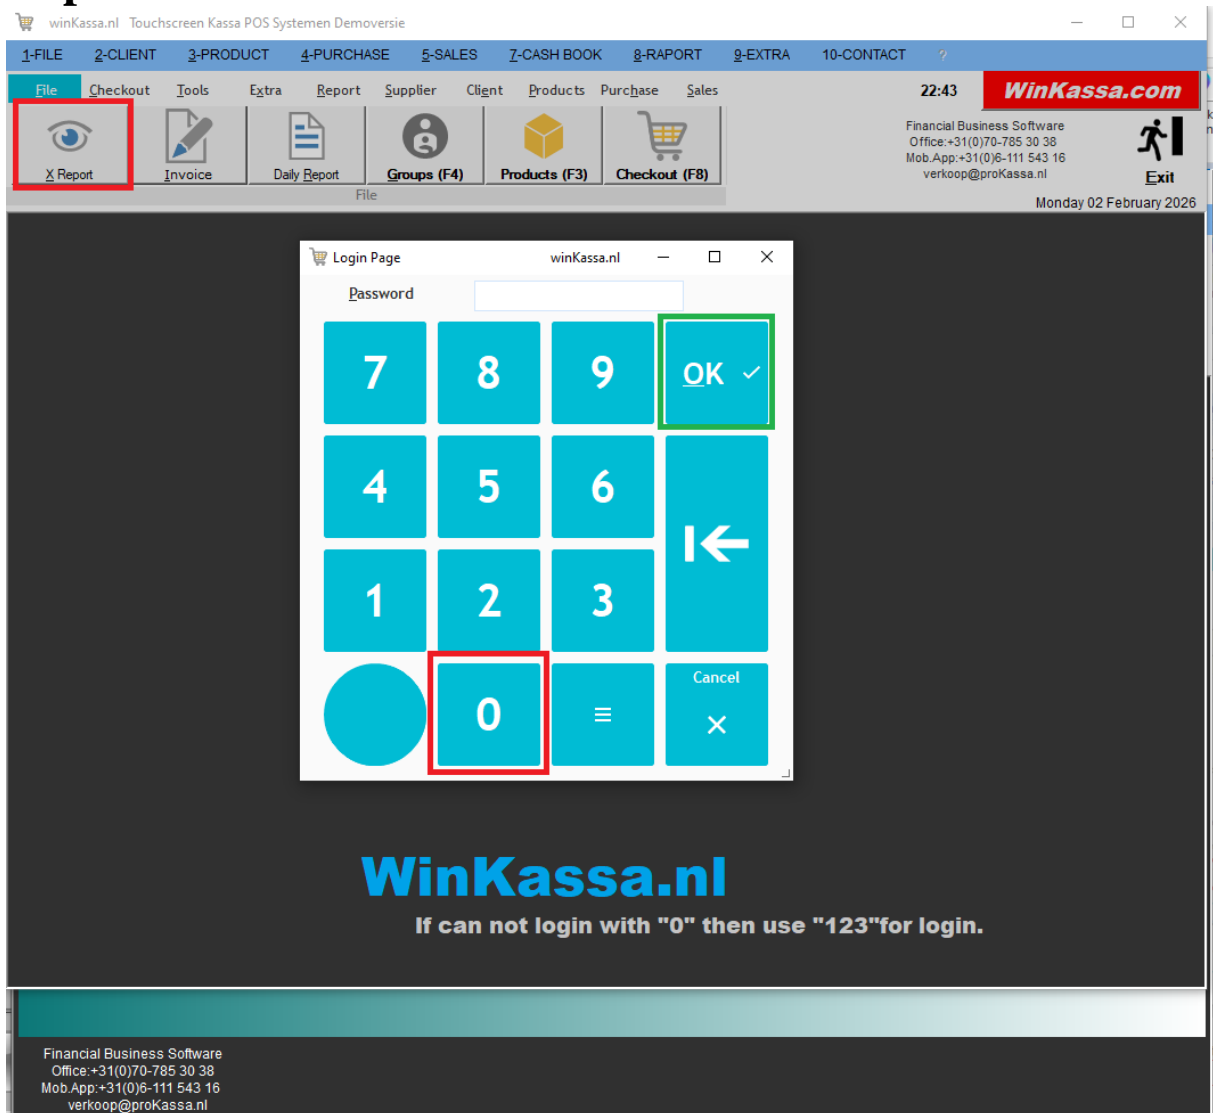 winKassa.nl Touchscreen Kassa POS Systemen Demoversie
1-FILE 2-CLIENT 3-PRODUCT 4-PURCHASE 5-SALES 7-CASH BOOK 8-RAPORT 9-EXTRA 10-CONTACT ?
File Checkout Tools Extra Report Supplier Client Products Purchase Sales 22:43 WinKassa.com
Financial Business Software
Office:+31(0)70-785 30 38
Mob.App:+31(0)6-111 543 16
verkoop@proKassa.nl
X Report Invoice Daily Report Groups (F4) Products (F3) Checkout (F8) Exit
File
Monday 02 February 2026
Login Page winKassa.nl
Password
7 8 9 OK
4 5 6
1 2 3
Cancel
0
WinKassa.nl
If can not login with "0" then use "123"for login.
Financial Business Software
Office:+31(0)70-785 30 38
Mob.App:+31(0)6-111 543 16
verkoop@proKassa.nl